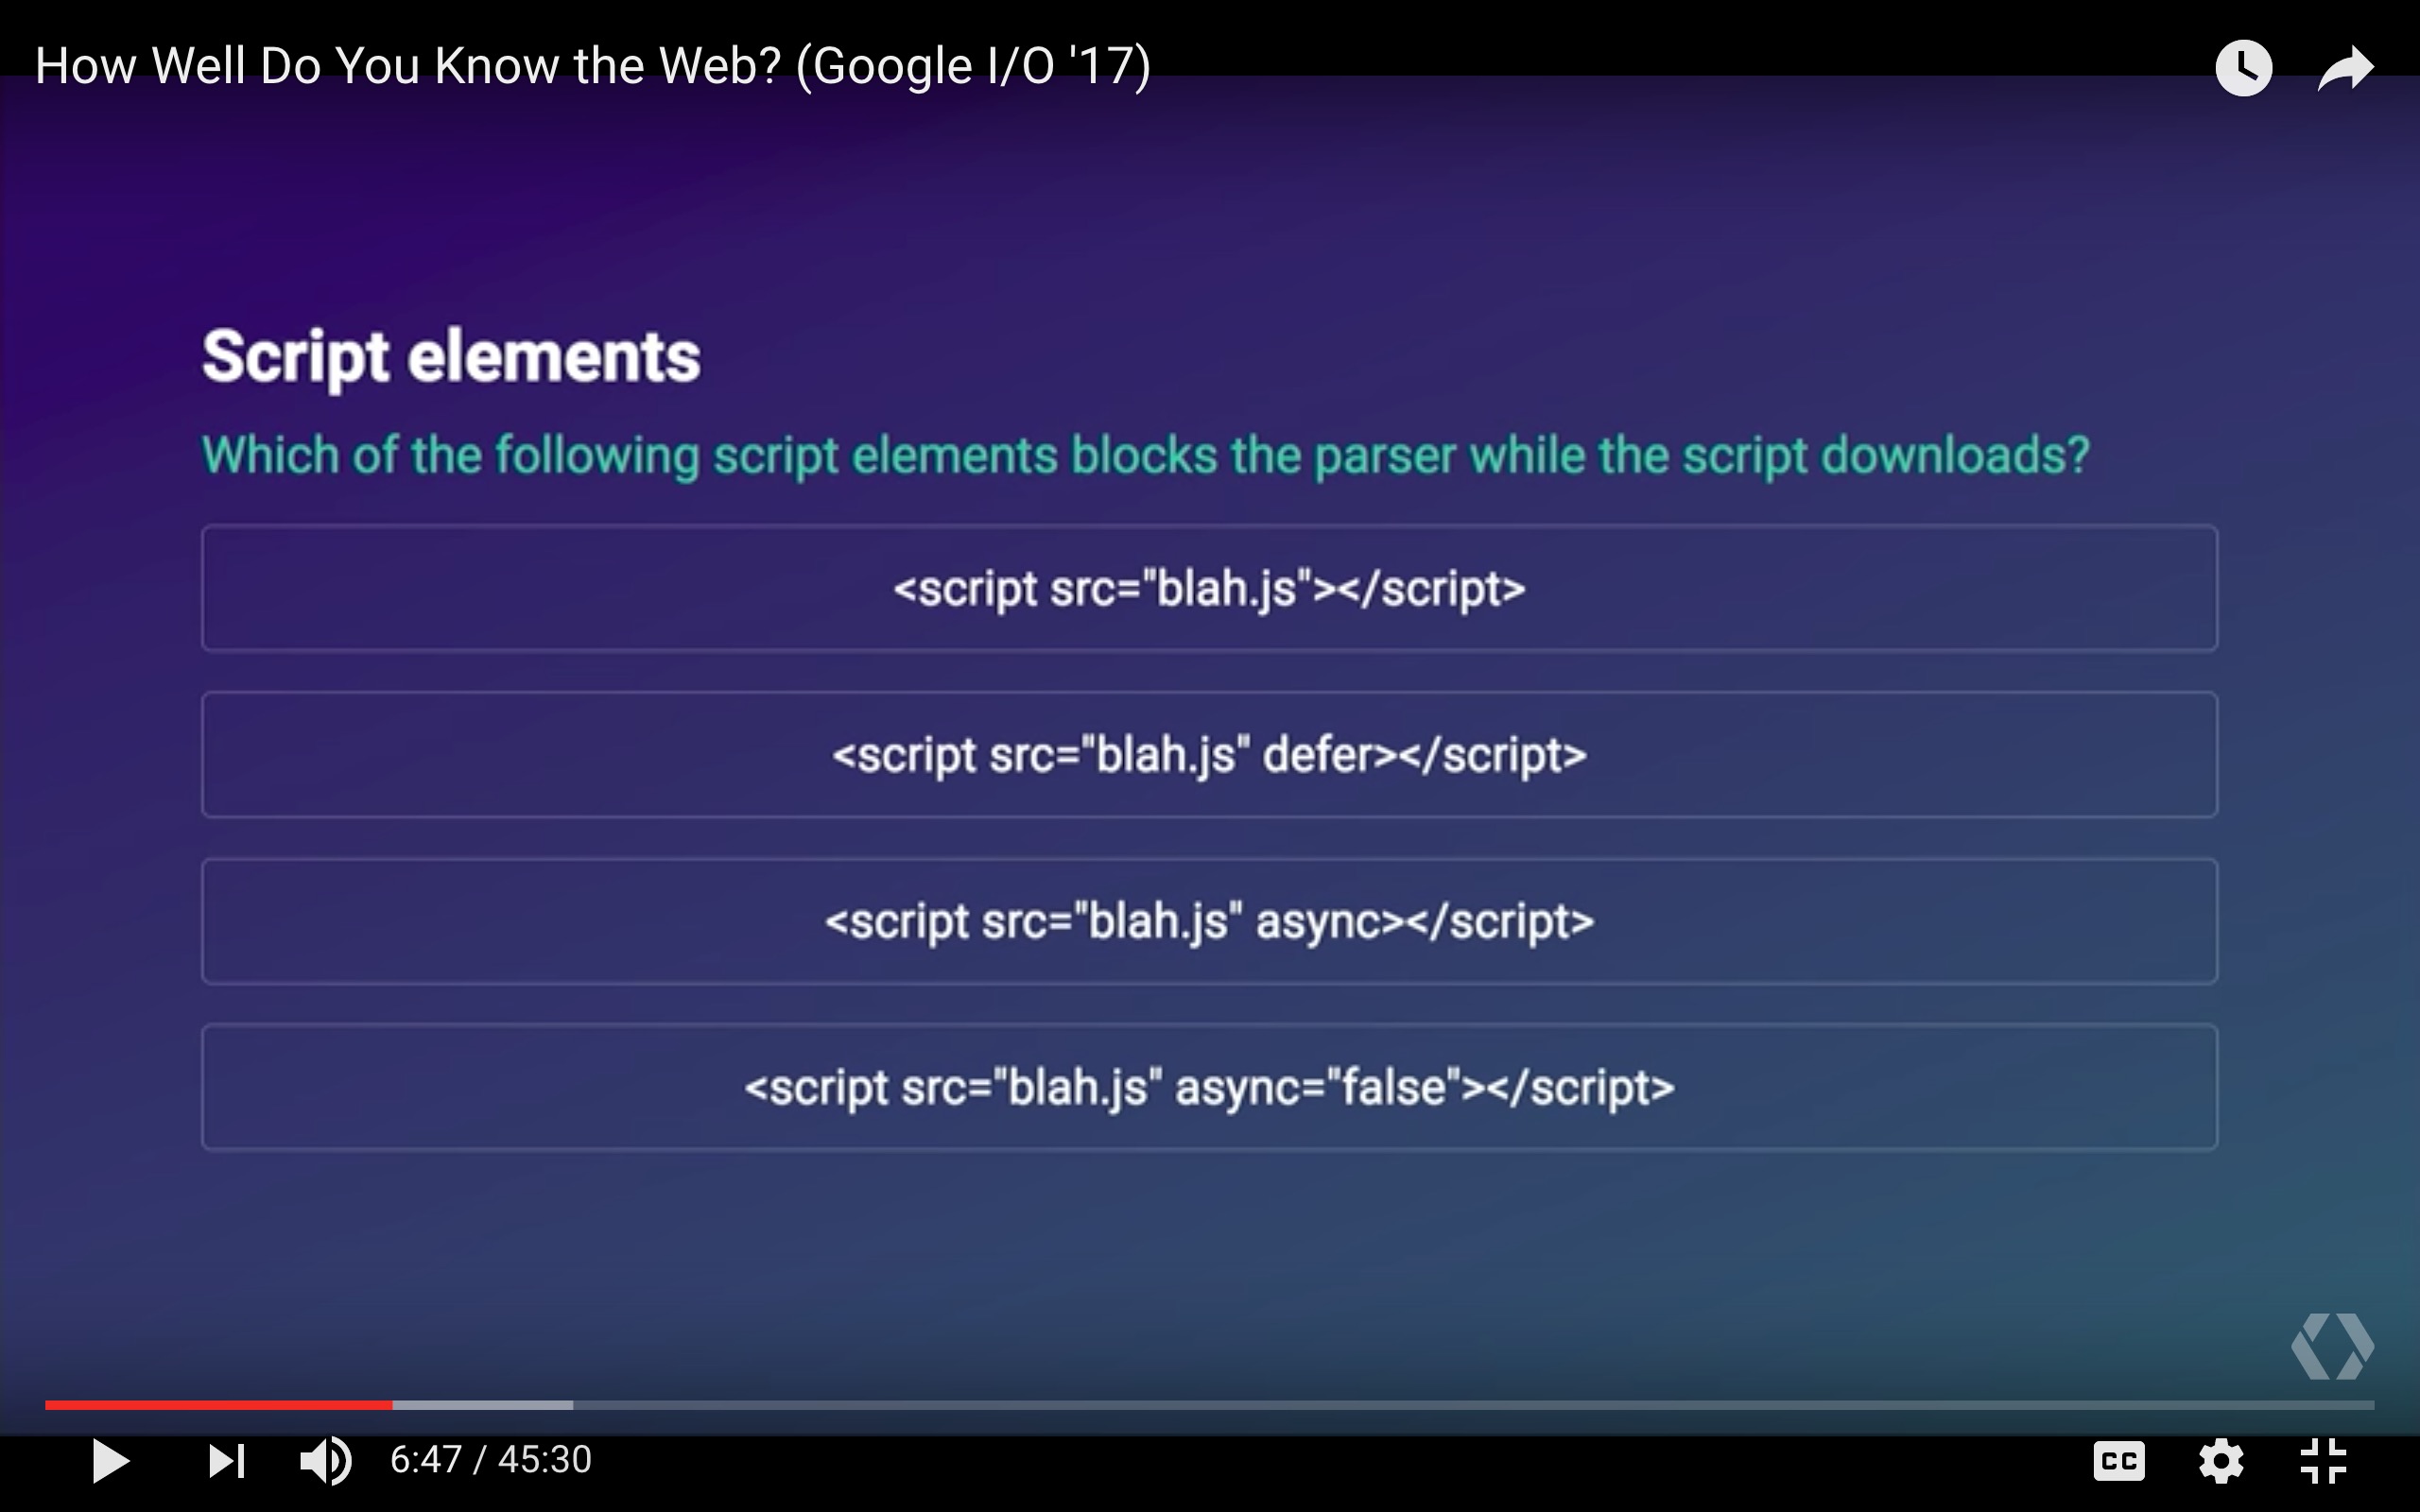 How Well Do You Know the Web? (Google I/O '17)
Script elements
Which of the following script elements blocks the parser while the script downloads?
<script src="blah.js"></script>
<script src="blah.js" defer></script>
<script src="blah.js" async></script>
<script src="blah.js" async="false"></script>
6:47 / 45:30
CC